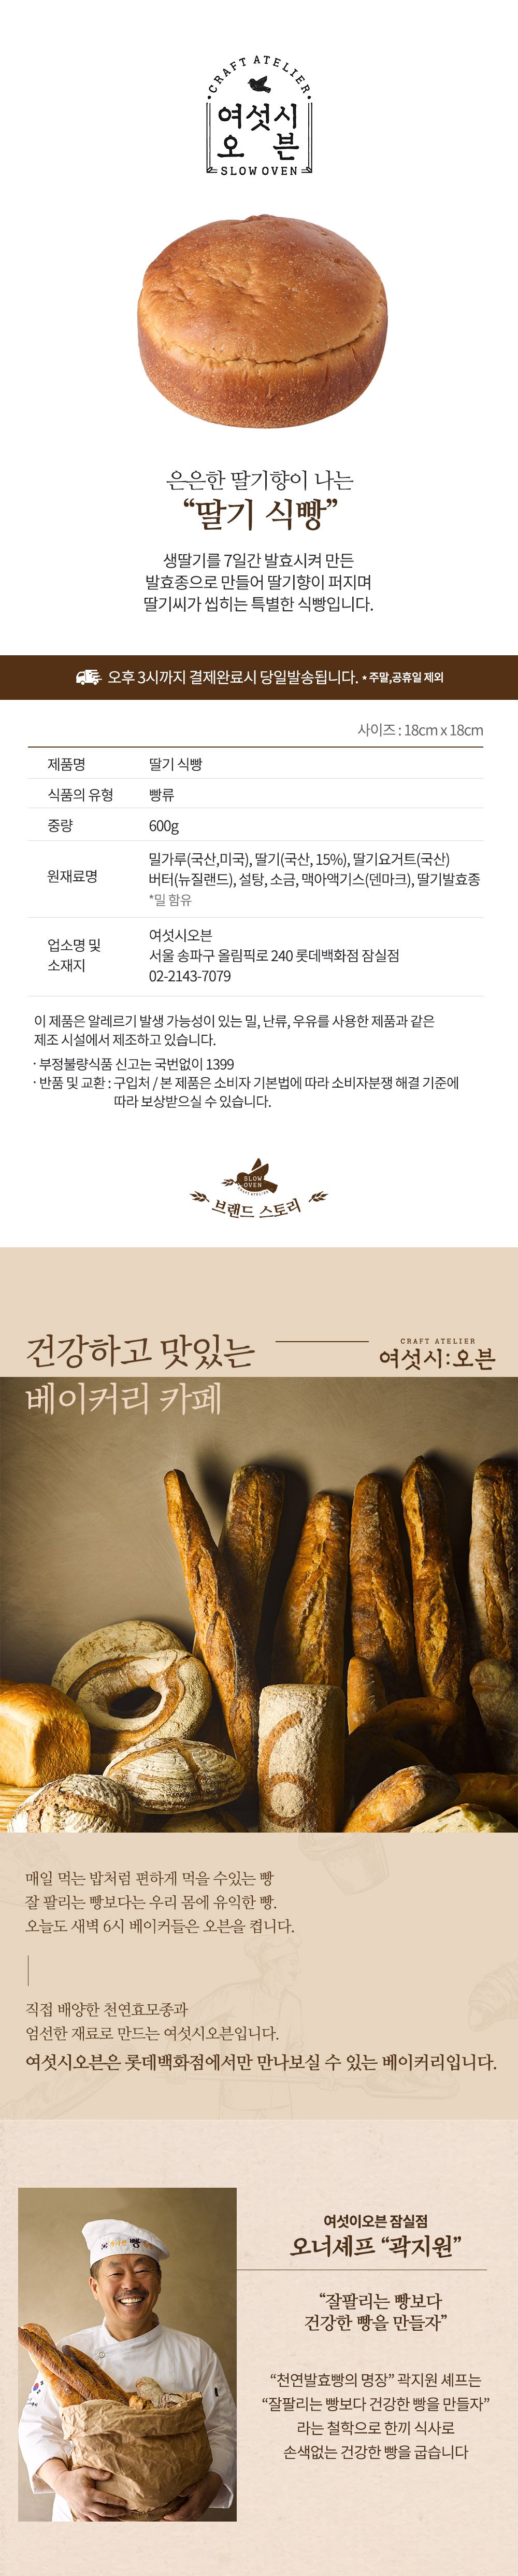 CRAFT ATELIER
여섯시
오븐
SLOW OVEN
은은한 딸기향이 나는
“딸기 식빵”
생딸기를 7일간 발효시켜 만든
발효종으로 만들어 딸기향이 퍼지며
딸기씨가 씹히는 특별한 식빵입니다.
오후 3시까지 결제완료시 당일발송됩니다. * 주말,공휴일 제외
사이즈 : 18cm x 18cm
제품명 딸기 식빵
식품의 유형 빵류
중량 600g
원재료명 밀가루(국산,미국), 딸기(국산, 15%), 딸기요거트(국산)
버터(뉴질랜드), 설탕, 소금, 맥아액기스(덴마크), 딸기발효종
*밀 함유
업소명 및
소재지
여섯시오븐
서울 송파구 올림픽로 240 롯데백화점 잠실점
02-2143-7079
이 제품은 알레르기 발생 가능성이 있는 밀, 난류, 우유를 사용한 제품과 같은
제조 시설에서 제조하고 있습니다.
· 부정불량식품 신고는 국번없이 1399
· 반품 및 교환 : 구입처 / 본 제품은 소비자 기본법에 따라 소비자분쟁 해결 기준에
따라 보상받으실 수 있습니다.
SLOW
OVEN
CRAFT ATELIER
브랜드 스토리
건강하고 맛있는
CRAFT ATELIER
여섯시:오븐
베이커리 카페
매일 먹는 밥처럼 편하게 먹을 수있는 빵
잘 팔리는 빵보다는 우리 몸에 유익한 빵.
오늘도 새벽 6시 베이커들은 오븐을 켭니다.
직접 배양한 천연효모종과
엄선한 재료로 만드는 여섯시오븐입니다.
여섯시오븐은 롯데백화점에서만 만나보실 수 있는 베이커리입니다.
여섯이오븐 잠실점
오너셰프 “곽지원”
“잘팔리는 빵보다
건강한 빵을 만들자”
“천연발효빵의 명장” 곽지원 셰프는
“잘팔리는 빵보다 건강한 빵을 만들자”
라는 철학으로 한끼 식사로
손색없는 건강한 빵을 굽습니다